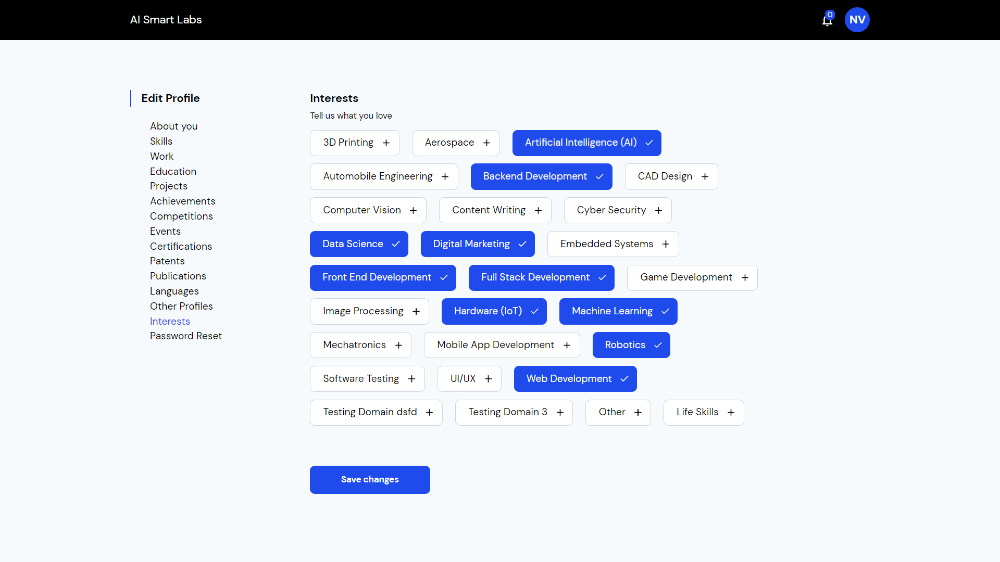 AI Smart Labs
0
NV
Edit Profile
About you
Skills
Work
Education
Projects
Achievements
Competitions
Events
Certifications
Patents
Publications
Languages
Other Profiles
Interests
Password Reset
Interests
Tell us what you love
3D Printing
Aerospace
Artificial Intelligence (AI)
Automobile Engineering
Backend Development
CAD Design
Computer Vision
Content Writing
Cyber Security
Data Science
Digital Marketing
Embedded Systems
Front End Development
Full Stack Development
Game Development
Image Processing
Hardware (IoT)
Machine Learning
Mechatronics
Mobile App Development
Robotics
Software Testing
UI/UX
Web Development
Testing Domain dsfd
Testing Domain 3
Other
Life Skills
Save changes